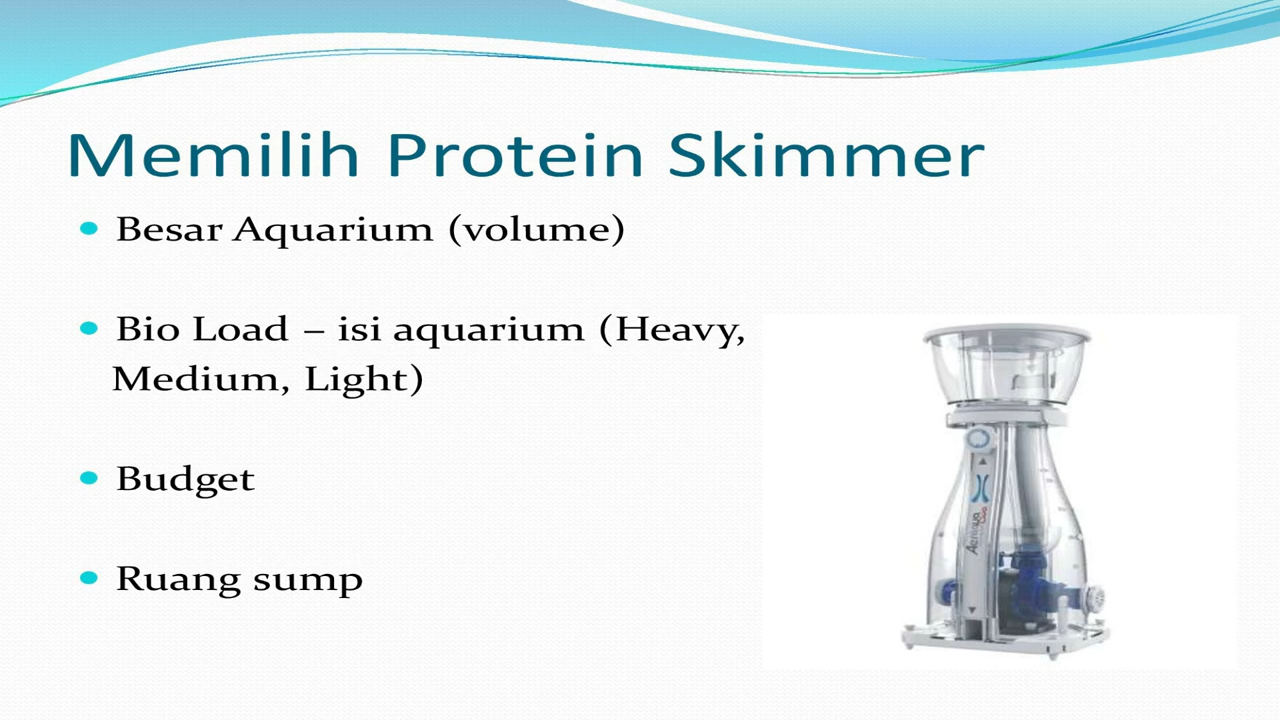 Memilih Protein Skimmer
• Besar Aquarium (volume)
• Bio Load – isi aquarium (Heavy,
Medium, Light)
• Budget
• Ruang sump